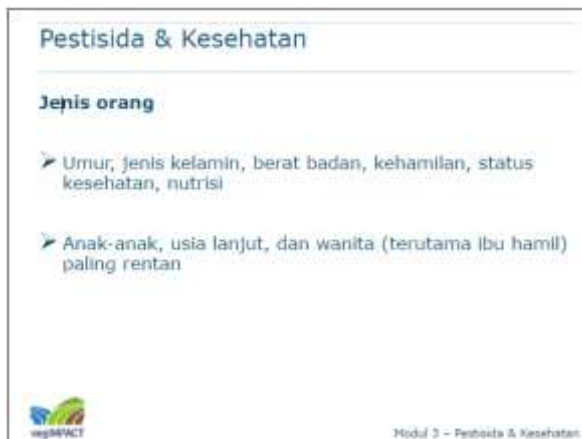 Pestisida & Kesehatan
Jenis orang
➤ Umur, jenis kelamin, berat badan, kehamilan, status
kesehatan, nutrisi
➤ Anak-anak, usia lanjut, dan wanita (terutama ibu hamil)
paling rentan
vegIMPACT
Modul 3 – Pestisida & Kesehatan